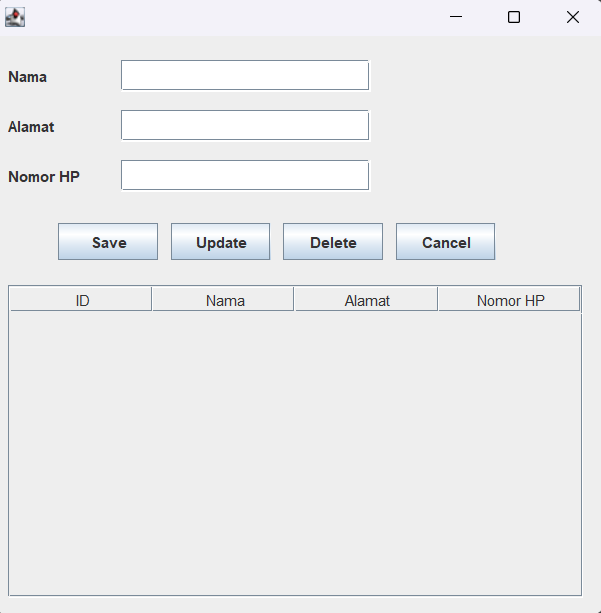 Nama
Alamat
Nomor HP
Save Update Delete Cancel
ID Nama Alamat Nomor HP